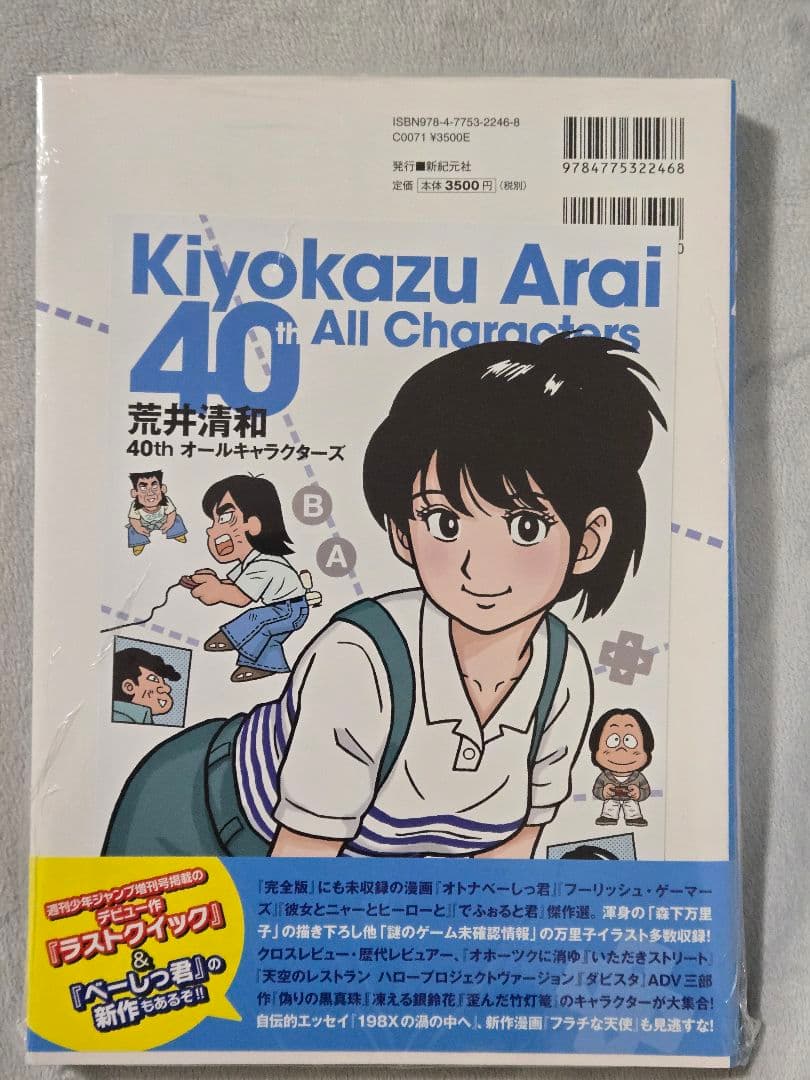 ISBN978-4-7753-2246-8
C0071 ¥3500E
発行■新紀元社
定価 本体 3500 円 (税別)
9784775322468
0
Kiyokazu Arai
40th All Characters
荒井清和
40th オールキャラクターズ
B
A
週刊少年ジャンプ増刊号掲載の
デビュー作
『ラストクイック』
&
『べーしっ君』の
新作もあるぞ!!
『完全版』にも未収録の漫画『オトナべーしっ君』『フーリッシュ・ゲーマー
ズ』『彼女とニャーとヒーローと』『でふぉると君』傑作選。渾身の「森下万里
子」の描き下ろし他「謎のゲーム未確認情報」の万里子イラスト多数収録!
クロスレビュー・歴代レビュアー、『オホーツクに消ゆ』『いただきストリート』
『天空のレストラン ハロープロジェクトヴァージョン』『ダビスタ』ADV三部
作『偽りの黒真珠』『凍える銀鈴花』『歪んだ竹灯篭』のキャラクターが大集合!
自伝的エッセイ『198Xの渦の中へ』、新作漫画『フラチな天使』も見逃すな!